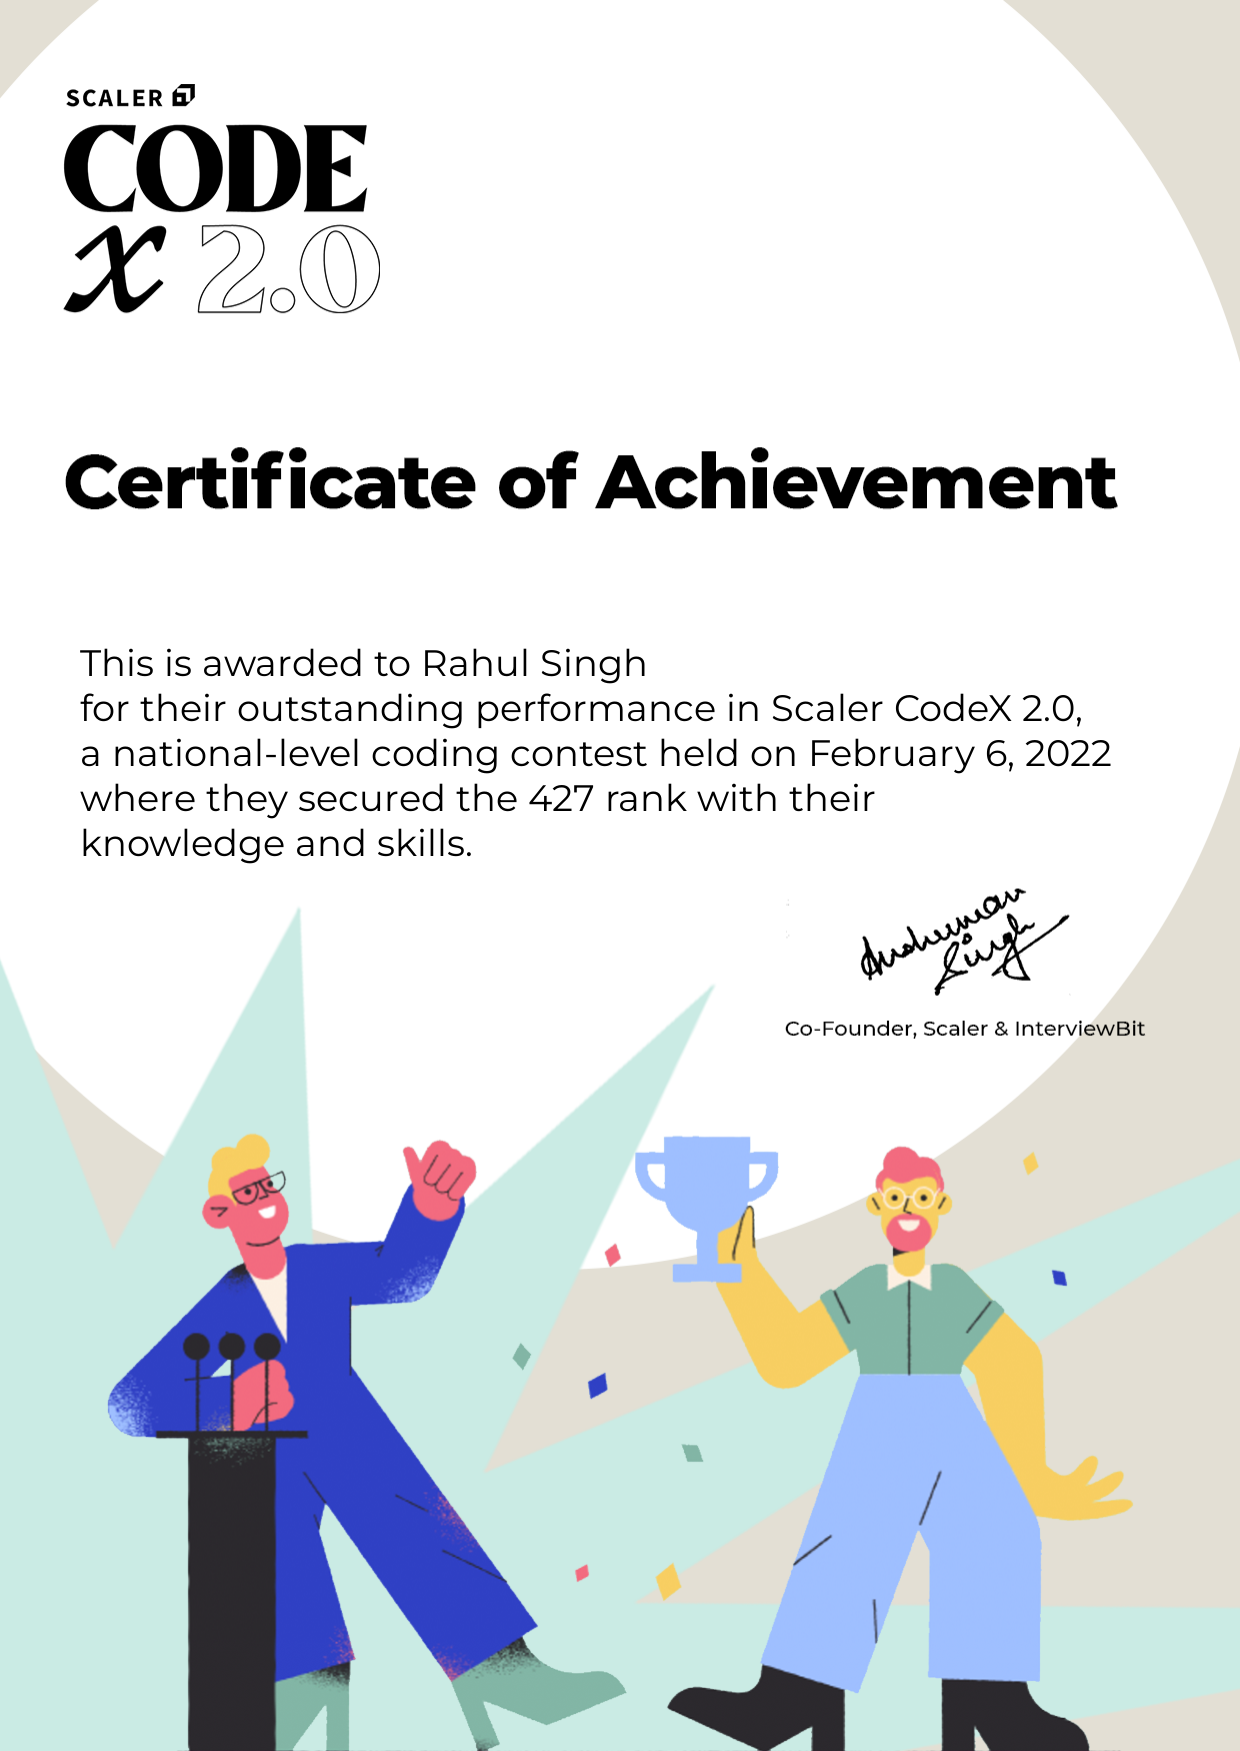 SCALER
CODE
X 2.0
Certificate of Achievement
This is awarded to Rahul Singh
for their outstanding performance in Scaler CodeX 2.0,
a national-level coding contest held on February 6, 2022
where they secured the 427 rank with their
knowledge and skills.
Anshuman
Singh
Co-Founder, Scaler & InterviewBit